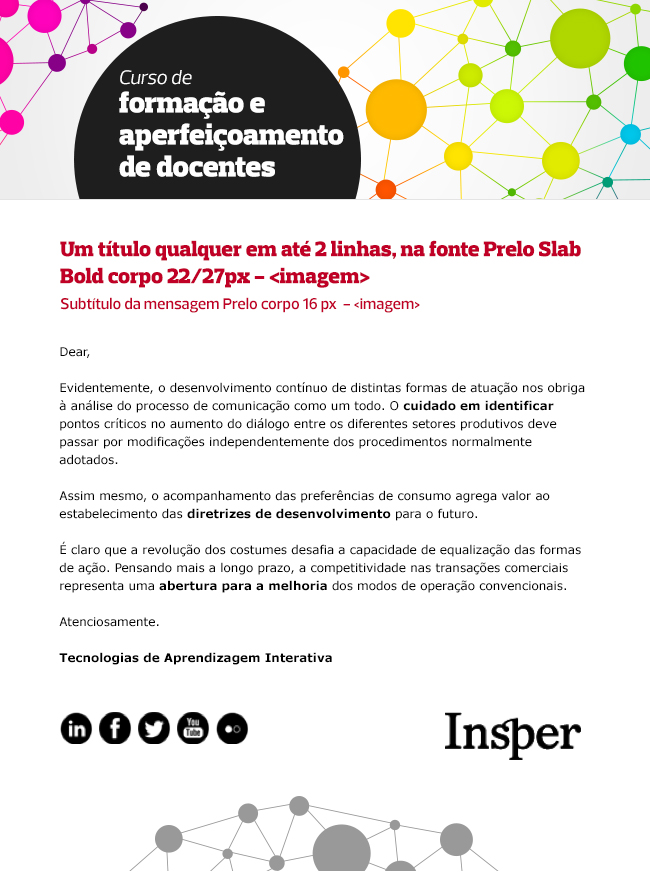 Curso de
formação e
aperfeiçoamento
de docentes
Um título qualquer em até 2 linhas, na fonte Prelo Slab
Bold corpo 22/27px – <imagem>
Subtítulo da mensagem Prelo corpo 16 px – <imagem>
Dear,
Evidentemente, o desenvolvimento contínuo de distintas formas de atuação nos obriga
à análise do processo de comunicação como um todo. O cuidado em identificar
pontos críticos no aumento do diálogo entre os diferentes setores produtivos deve
passar por modificações independentemente dos procedimentos normalmente
adotados.
Assim mesmo, o acompanhamento das preferências de consumo agrega valor ao
estabelecimento das diretrizes de desenvolvimento para o futuro.
É claro que a revolução dos costumes desafia a capacidade de equalização das formas
de ação. Pensando mais a longo prazo, a competitividade nas transações comerciais
representa uma abertura para a melhoria dos modos de operação convencionais.
Atenciosamente.
Tecnologias de Aprendizagem Interativa
in f You Tube
Insper